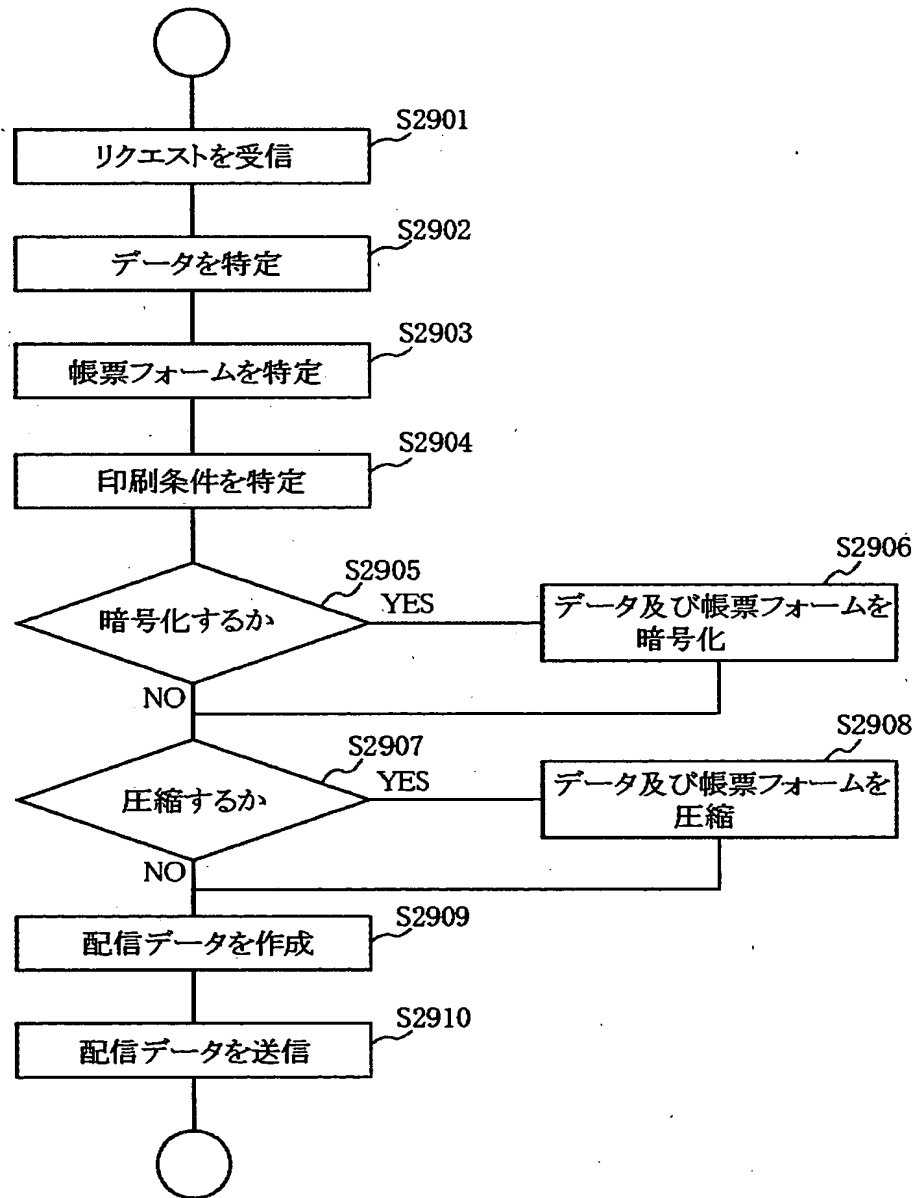 S2901
リクエストを受信
S2902
データを特定
S2903
帳票フォームを特定
S2904
印刷条件を特定
S2905
暗号化するか
YES
NO
S2906
データ及び帳票フォームを
暗号化
S2907
圧縮するか
YES
NO
S2908
データ及び帳票フォームを
圧縮
S2909
配信データを作成
S2910
配信データを送信